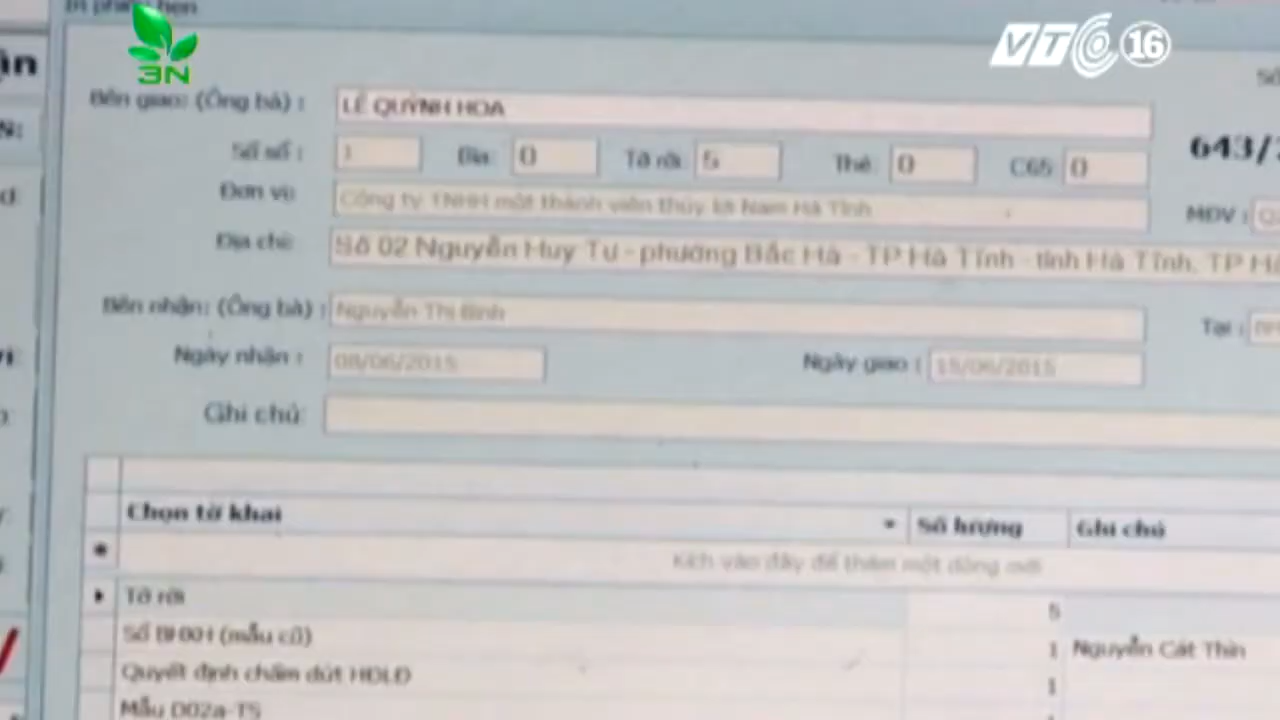 3N
VTC 16
Bên giao: (Ông bà) : LÊ QUỲNH HOA
643/
Số sổ : 1 Bìa: 0 Tờ rời: 5 Thẻ: 0 C65: 0
Đơn vị: Công ty TNHH một thành viên thủy lợi Nam Hà Tĩnh MDV :
Địa chỉ: Số 02 Nguyễn Huy Tự - phường Bắc Hà - TP Hà Tĩnh - tỉnh Hà Tĩnh, TP
Bên nhận: (Ông bà) : Nguyễn Thị Bình Tại :
Ngày nhận : 08/06/2015 Ngày giao : 15/06/2015
Ghi chú:
Chọn tờ khai Số lượng Ghi chú
Kích vào đây để thêm một dòng mới
Tờ rời 5
Sổ BHXH (mẫu cũ) 1 Nguyễn Cát Thìn
Quyết định chấm dứt HDLD 1
Mẫu D02a-TS